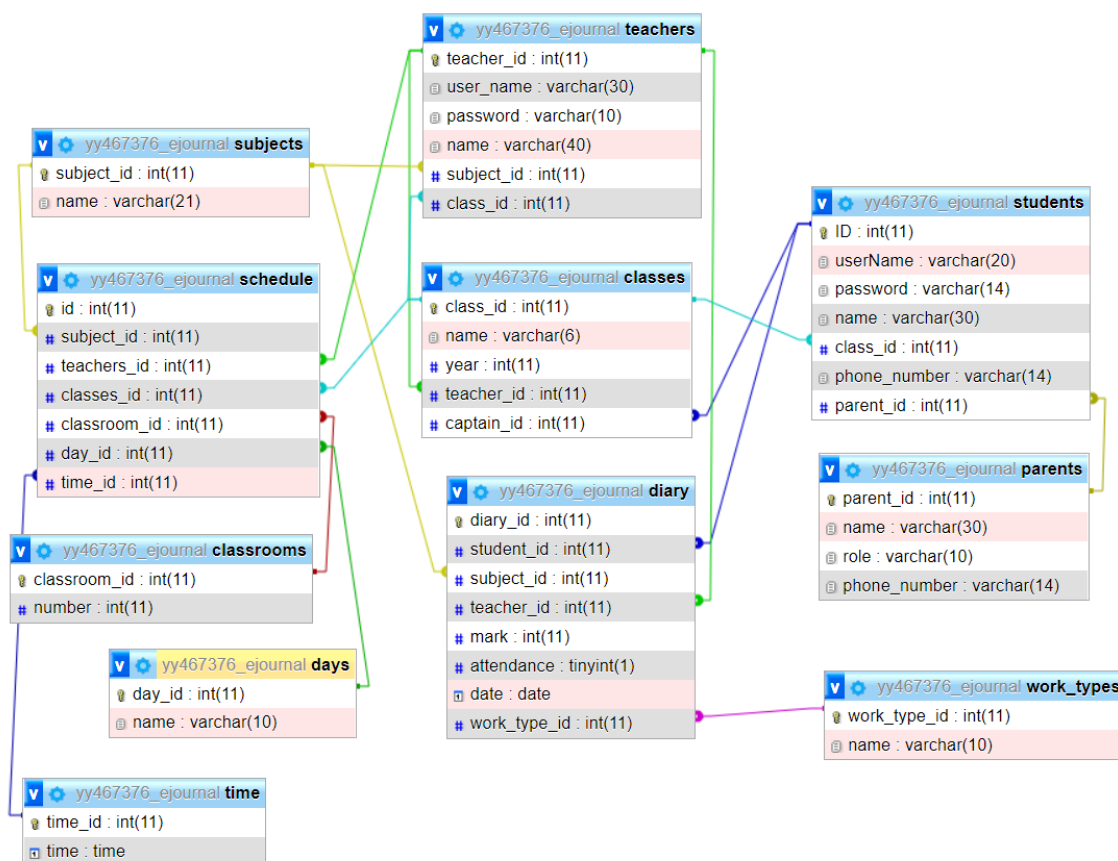 yy467376_ejournal teachers
teacher_id : int(11)
user_name : varchar(30)
password : varchar(10)
name : varchar(40)
subject_id : int(11)
class_id : int(11)
yy467376_ejournal subjects
subject_id : int(11)
name : varchar(21)
yy467376_ejournal students
ID : int(11)
userName : varchar(20)
password : varchar(14)
name : varchar(30)
class_id : int(11)
phone_number : varchar(14)
parent_id : int(11)
yy467376_ejournal schedule
id : int(11)
subject_id : int(11)
teachers_id : int(11)
classes_id : int(11)
classroom_id : int(11)
day_id : int(11)
time_id : int(11)
yy467376_ejournal classes
class_id : int(11)
name : varchar(6)
year : int(11)
teacher_id : int(11)
captain_id : int(11)
yy467376_ejournal parents
parent_id : int(11)
name : varchar(30)
role : varchar(10)
phone_number : varchar(14)
yy467376_ejournal diary
diary_id : int(11)
student_id : int(11)
subject_id : int(11)
teacher_id : int(11)
mark : int(11)
attendance : tinyint(1)
date : date
work_type_id : int(11)
yy467376_ejournal classrooms
classroom_id : int(11)
number : int(11)
yy467376_ejournal days
day_id : int(11)
name : varchar(10)
yy467376_ejournal work_types
work_type_id : int(11)
name : varchar(10)
yy467376_ejournal time
time_id : int(11)
time : time